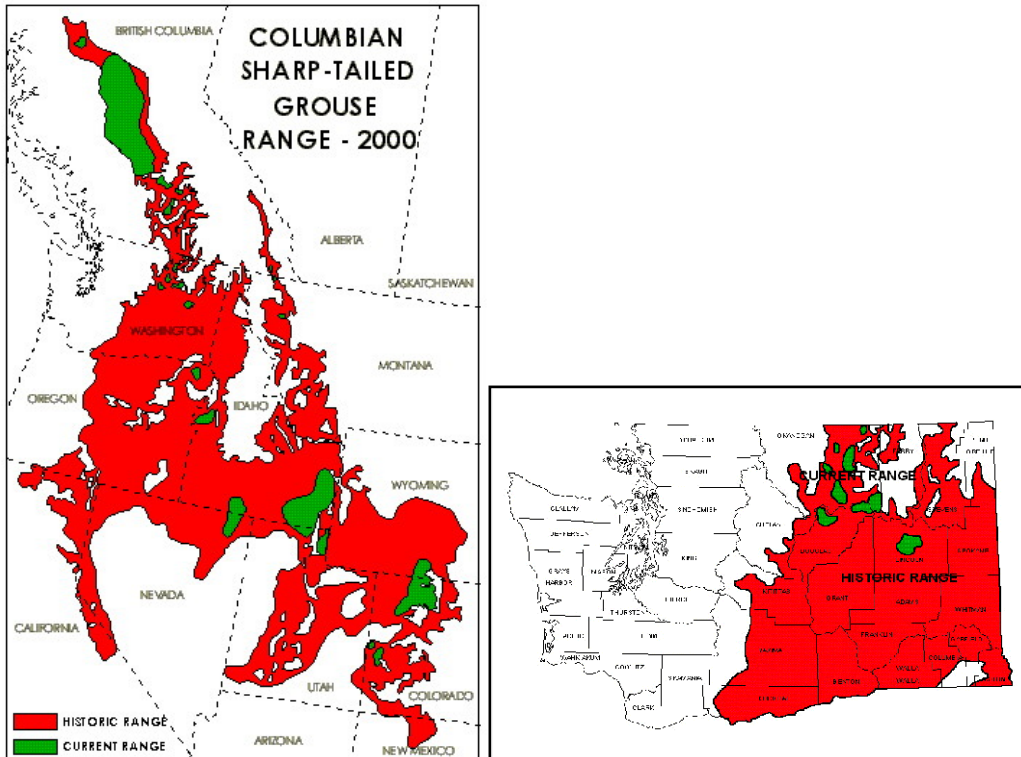 BRITISH COLUMBIA
COLUMBIAN
SHARP-TAILED
GROUSE
RANGE - 2000
ALBERTA
SASKATCHEWAN
WASHINGTON
MONTANA
OREGON
IDAHO
WYOMING
NEVADA
CALIFORNIA
UTAH
COLORADO
ARIZONA
NEW MEXICO
HISTORIC RANGE
CURRENT RANGE
CURRENT RANGE
SNOHOMISH
CLALLAM
JEFFERSON
KING
CHELAN
DOUGLAS
STEVENS
LINCOLN
GRAYS
HARBOR
MASON
PIERCE
KITTITAS
HISTORIC RANGE
GRANT
ADAMS
WHITMAN
THURSTON
LEWIS
PACIFIC
WAHKIAKUM
COWLITZ
SKAMANIA
CLARK
YAKIMA
FRANKLIN
GARFIELD
COLUMBIA
BENTON
WALLA
WALLA